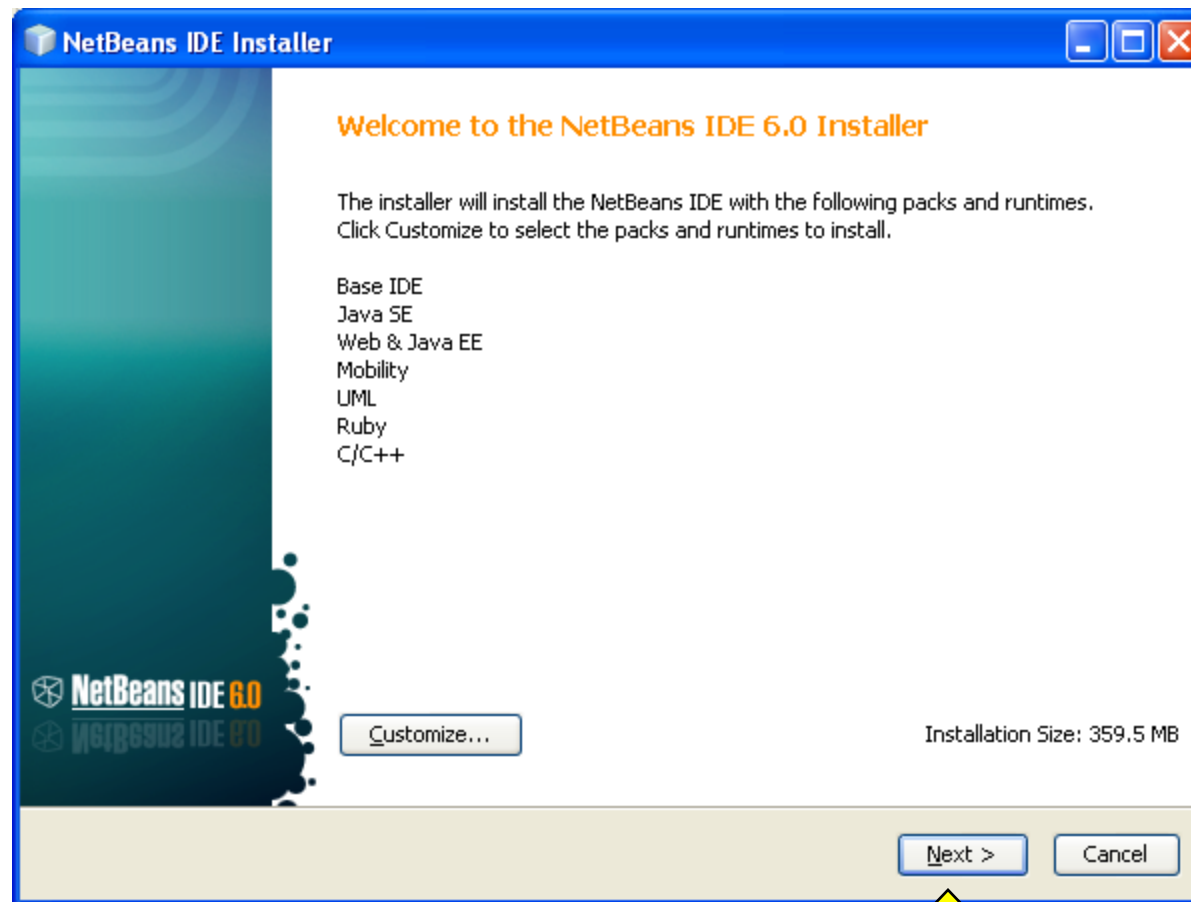 NetBeans IDE Installer
Welcome to the NetBeans IDE 6.0 Installer
The installer will install the NetBeans IDE with the following packs and runtimes.
Click Customize to select the packs and runtimes to install.
Base IDE
Java SE
Web & Java EE
Mobility
UML
Ruby
C/C++
NetBeans IDE 6.0
Customize...
Installation Size: 359.5 MB
Next >
Cancel